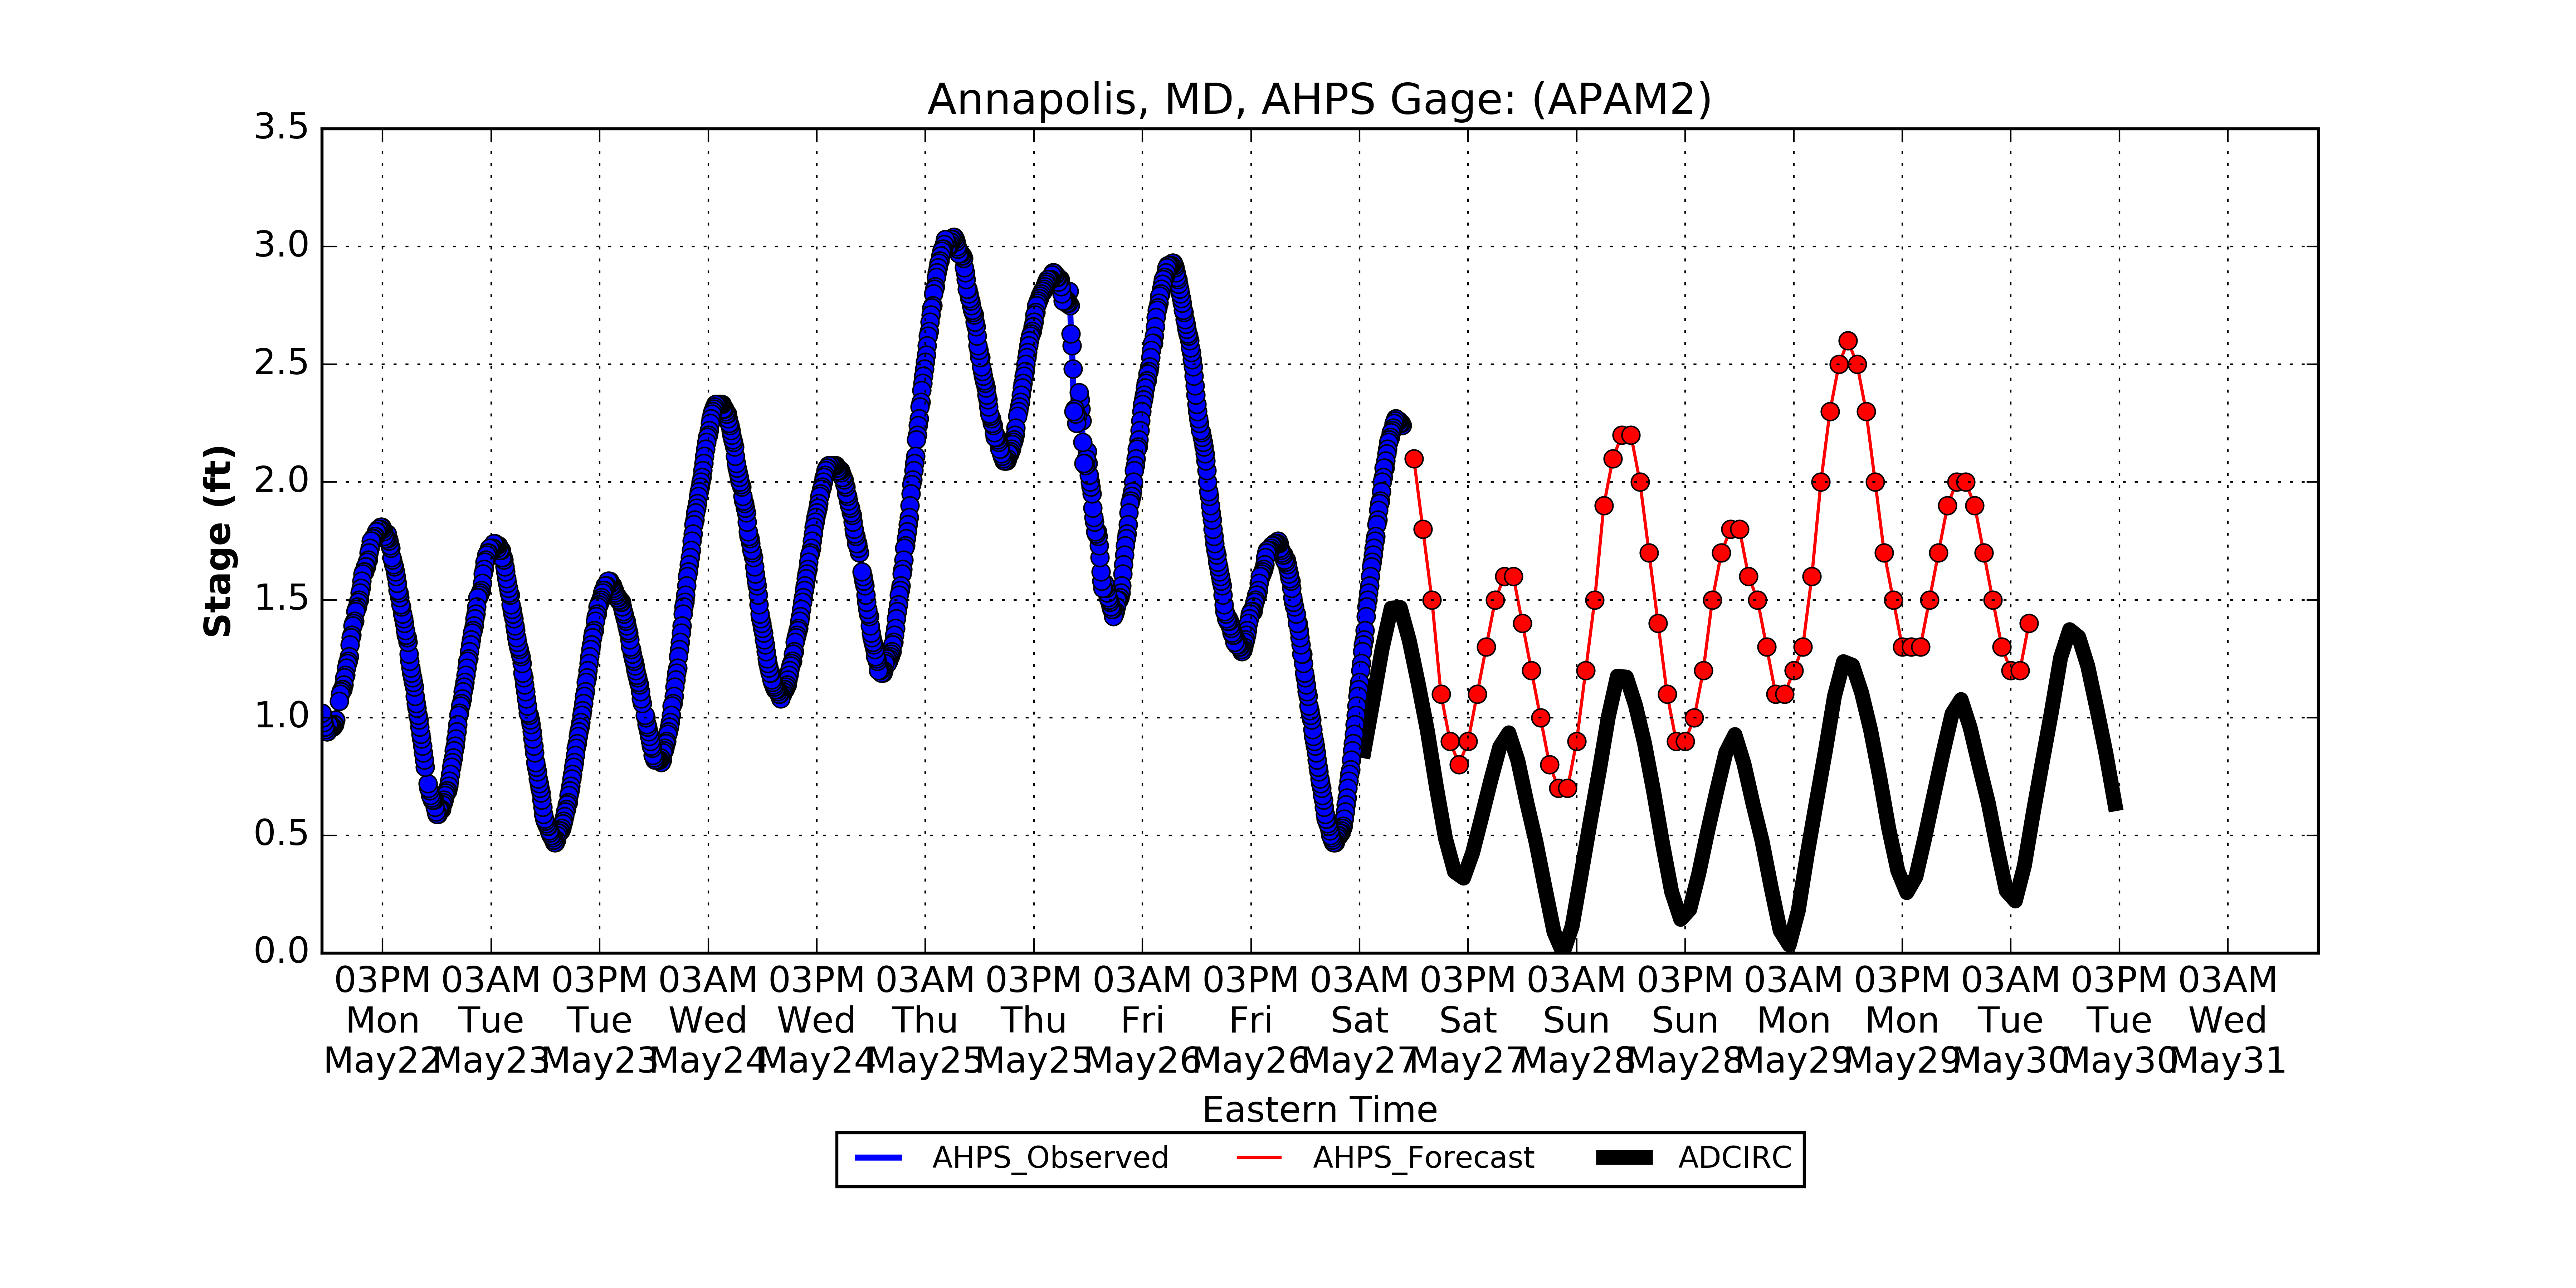 Annapolis, MD, AHPS Gage: (APAM2)
3.5
3.0
2.5
2.0
1.5
1.0
0.5
0.0
Stage (ft)
03PM 03AM 03PM 03AM 03PM 03AM 03PM 03AM 03PM 03AM 03PM 03AM 03PM 03AM 03PM 03AM 03PM 03AM
Mon Tue Tue Wed Wed Thu Thu Fri Fri Sat Sat Sun Sun Mon Mon Tue Tue Wed
May22 May23 May23 May24 May24 May25 May25 May26 May26 May27 May27 May28 May28 May29 May29 May30 May30 May31
Eastern Time
AHPS_Observed AHPS_Forecast ADCIRC